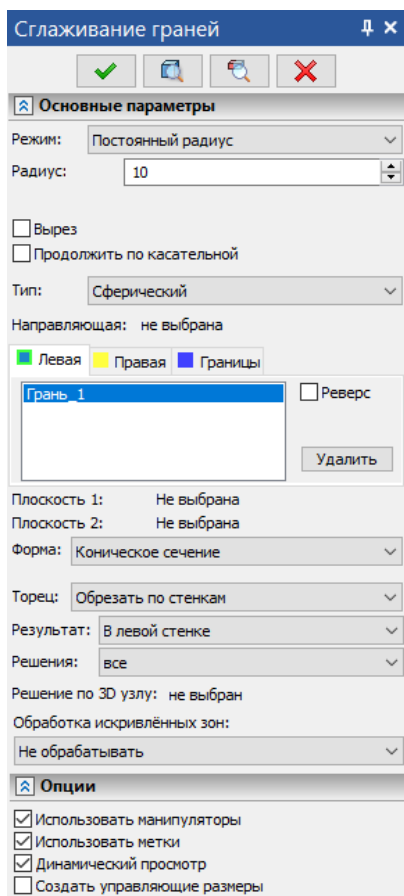 Сглаживание граней
Основные параметры
Режим: Постоянный радиус
Радиус: 10
Вырез
Продолжить по касательной
Тип: Сферический
Направляющая: не выбрана
Левая Правая Границы
Грань_1 Реверс
Удалить
Плоскость 1: Не выбрана
Плоскость 2: Не выбрана
Форма: Коническое сечение
Торец: Обрезать по стенкам
Результат: В левой стенке
Решения: все
Решение по 3D узлу: не выбран
Обработка искривлённых зон:
Не обрабатывать
Опции
Использовать манипуляторы
Использовать метки
Динамический просмотр
Создать управляющие размеры